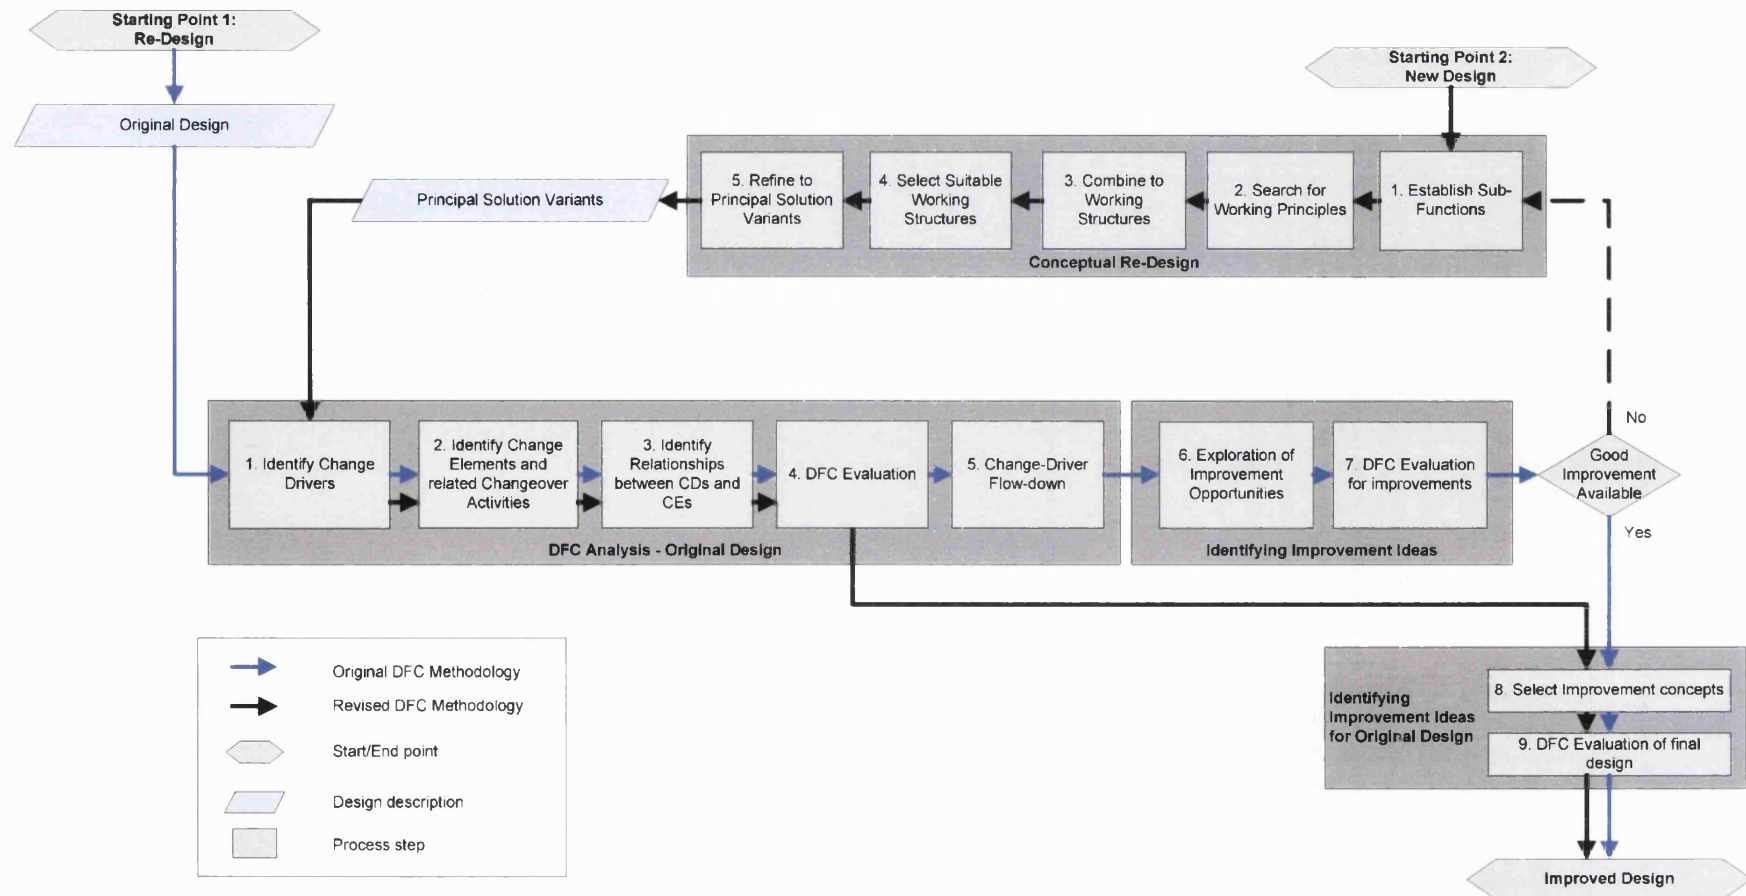 Starting Point 1:
Re-Design
Original Design
Starting Point 2:
New Design
5. Refine to
Principal Solution
Variants
4. Select Suitable
Working
Structures
3. Combine to
Working
Structures
2. Search for
Working Principles
1. Establish Sub-
Functions
Conceptual Re-Design
Principal Solution Variants
1. Identify Change
Drivers
2. Identify Change
Elements and
related Changeover
Activities
3. Identify
Relationships
between CDs and
CEs
4. DFC Evaluation
5. Change-Driver
Flow-down
DFC Analysis - Original Design
6. Exploration of
Improvement
Opportunities
7. DFC Evaluation
for improvements
Identifying Improvement Ideas
Good
Improvement
Available
No
Yes
Identifying
Improvement Ideas
for Original Design
8. Select Improvement concepts
9. DFC Evaluation of final
design
Improved Design
Original DFC Methodology
Revised DFC Methodology
Start/End point
Design description
Process step